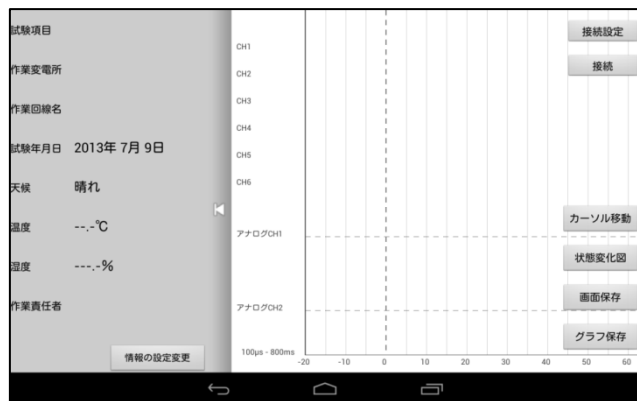 試験項目
作業変電所
作業回線名
試験年月日 2013年 7月 9日
天候 晴れ
温度 --.-℃
湿度 ---.-%
作業責任者
情報の設定変更
CH1
CH2
CH3
CH4
CH5
CH6
アナログCH1
アナログCH2
100μs - 800ms
-20 -10 0 10 20 30 40 50 60
接続設定
接続
カーソル移動
状態変化図
画面保存
グラフ保存